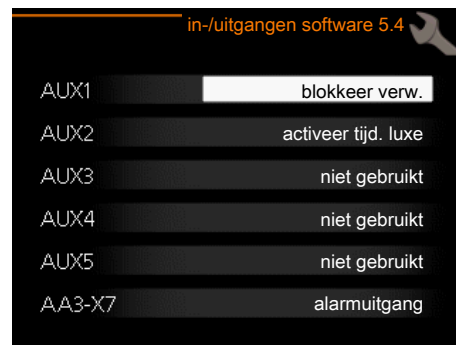 in-/uitgangen software 5.4
AUX1 blokkeer verw.
AUX2 activeer tijd. luxe
AUX3 niet gebruikt
AUX4 niet gebruikt
AUX5 niet gebruikt
AA3-X7 alarmuitgang